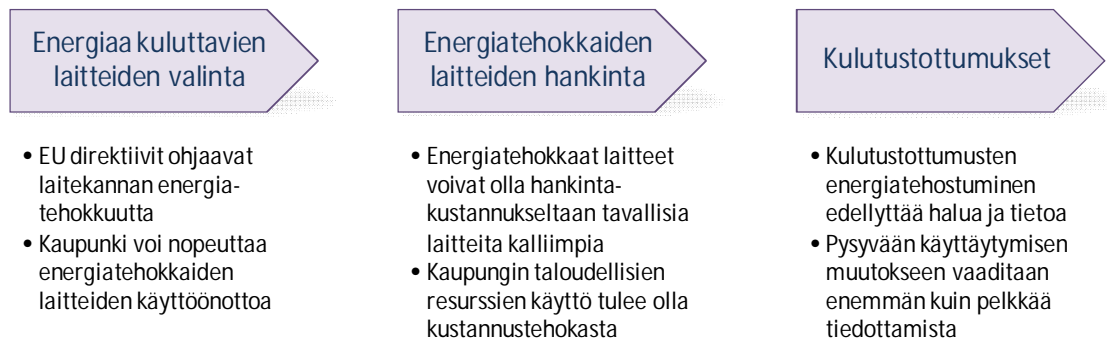 Energiaa kuluttavien
laitteiden valinta
• EU direktiivit ohjaavat
laitekannan energia-
tehokkuutta
• Kaupunki voi nopeuttaa
energiatehokkaiden
laitteiden käyttöönottoa
Energiatehokkaiden
laitteiden hankinta
• Energiatehokkaat laitteet
voivat olla hankinta-
kustannukseltaan tavallisia
laitteita kalliimpia
• Kaupungin taloudellisien
resurssien käyttö tulee olla
kustannustehokasta
Kulutustottumukset
• Kulutustottumusten
energiatehostuminen
edellyttää halua ja tietoa
• Pysyvään käyttäytymisen
muutokseen vaaditaan
enemmän kuin pelkkää
tiedottamista